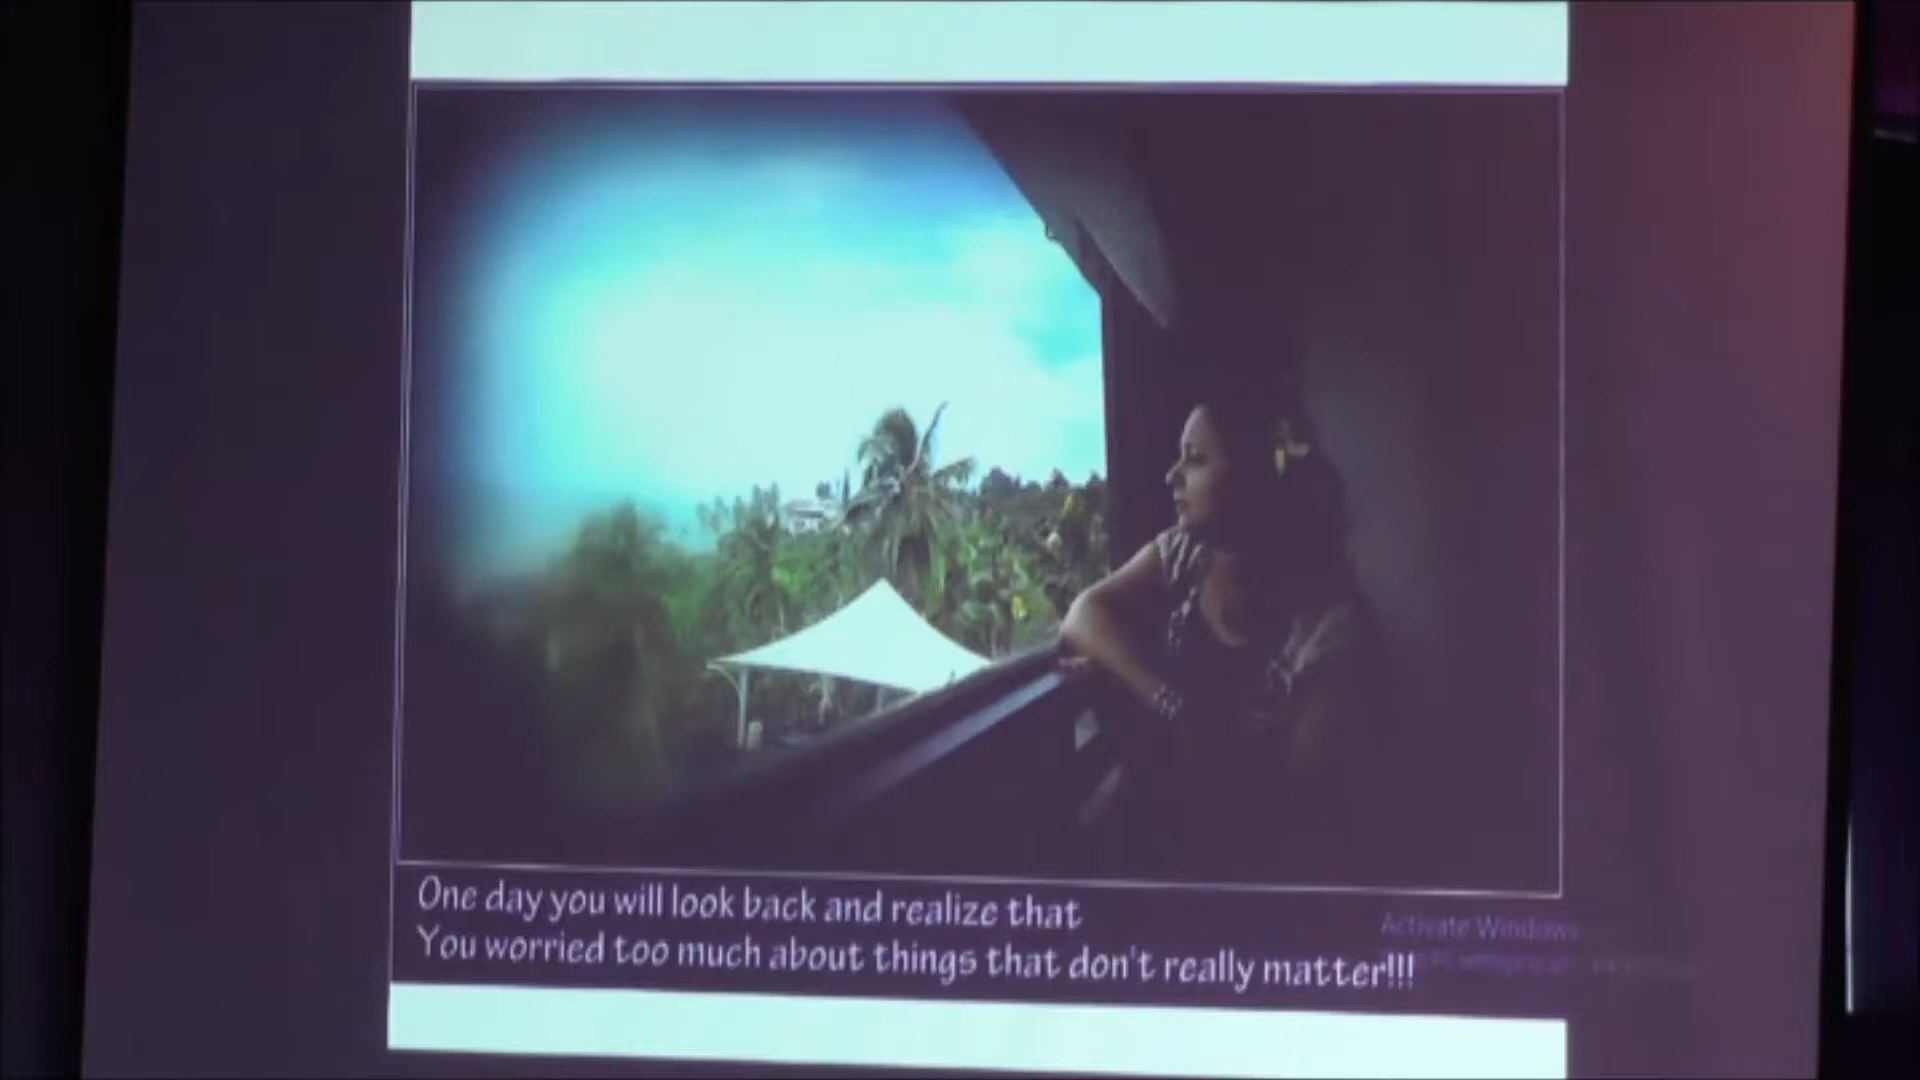 One day you will look back and realize that
You worried too much about things that don't really matter!!!
Activate Windows